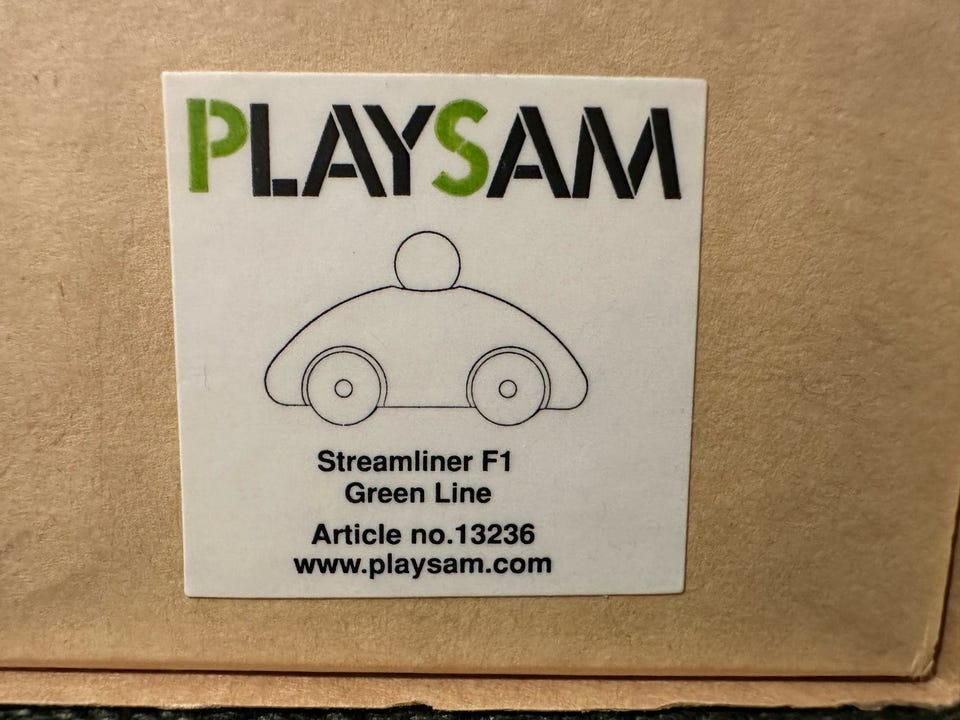 PLAYSAM
Streamliner F1
Green Line
Article no.13236
www.playsam.com